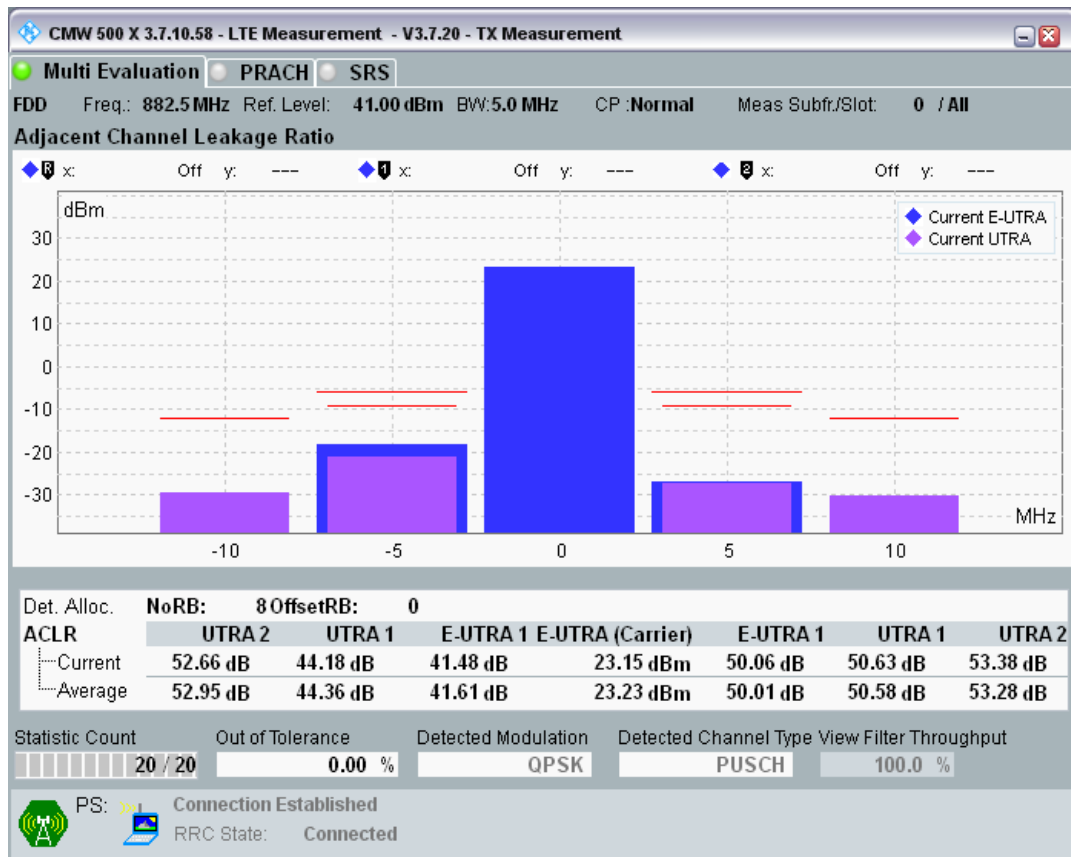 CMW 500 X 3.7.10.58 - LTE Measurement - V3.7.20 - TX Measurement
Multi Evaluation PRACH SRS
FDD Freq.: 882.5 MHz Ref. Level: 41.00 dBm BW:5.0 MHz CP :Normal Meas Subfr./Slot: 0 / All
Adjacent Channel Leakage Ratio
R x: Off y: --- 1 x: Off y: --- 2 x: Off y: ---
dBm
Current E-UTRA
Current UTRA
30
20
10
0
-10
-20
-30
MHz
-10 -5 0 5 10
Det. Alloc. NoRB: 8 OffsetRB: 0
ACLR UTRA 2 UTRA 1 E-UTRA 1 E-UTRA (Carrier) E-UTRA 1 UTRA 1 UTRA 2
Current 52.66 dB 44.18 dB 41.48 dB 23.15 dBm 50.06 dB 50.63 dB 53.38 dB
Average 52.95 dB 44.36 dB 41.61 dB 23.23 dBm 50.01 dB 50.58 dB 53.28 dB
Statistic Count Out of Tolerance Detected Modulation Detected Channel Type View Filter Throughput
20 / 20 0.00 % QPSK PUSCH 100.0 %
PS: Connection Established
RRC State: Connected